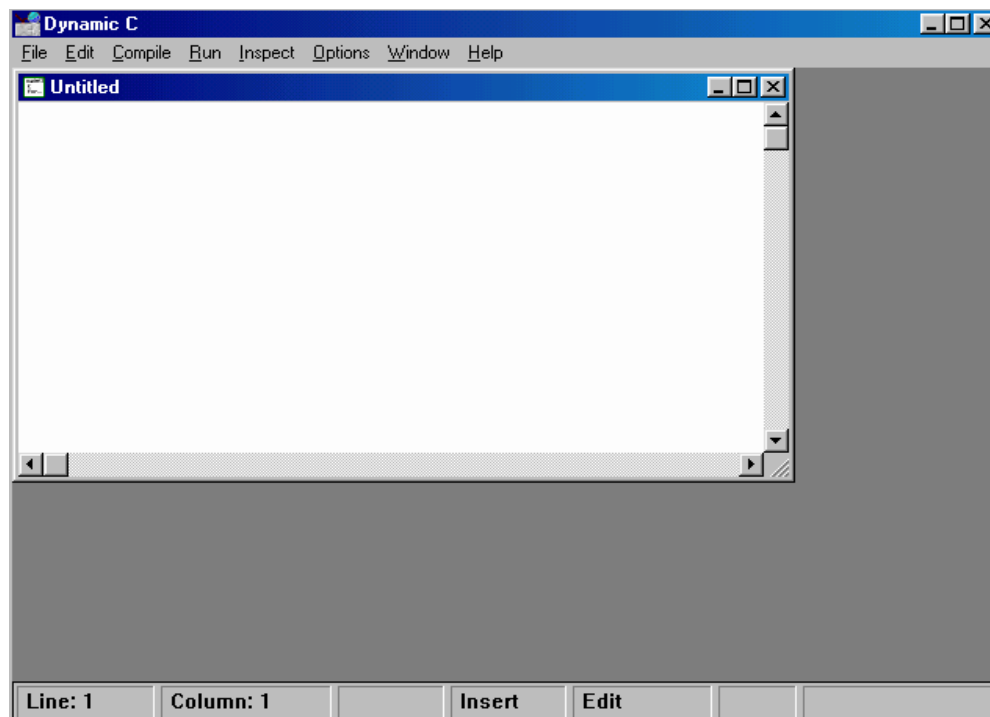 Dynamic C
File Edit Compile Run Inspect Options Window Help
Untitled
Line: 1 Column: 1 Insert Edit